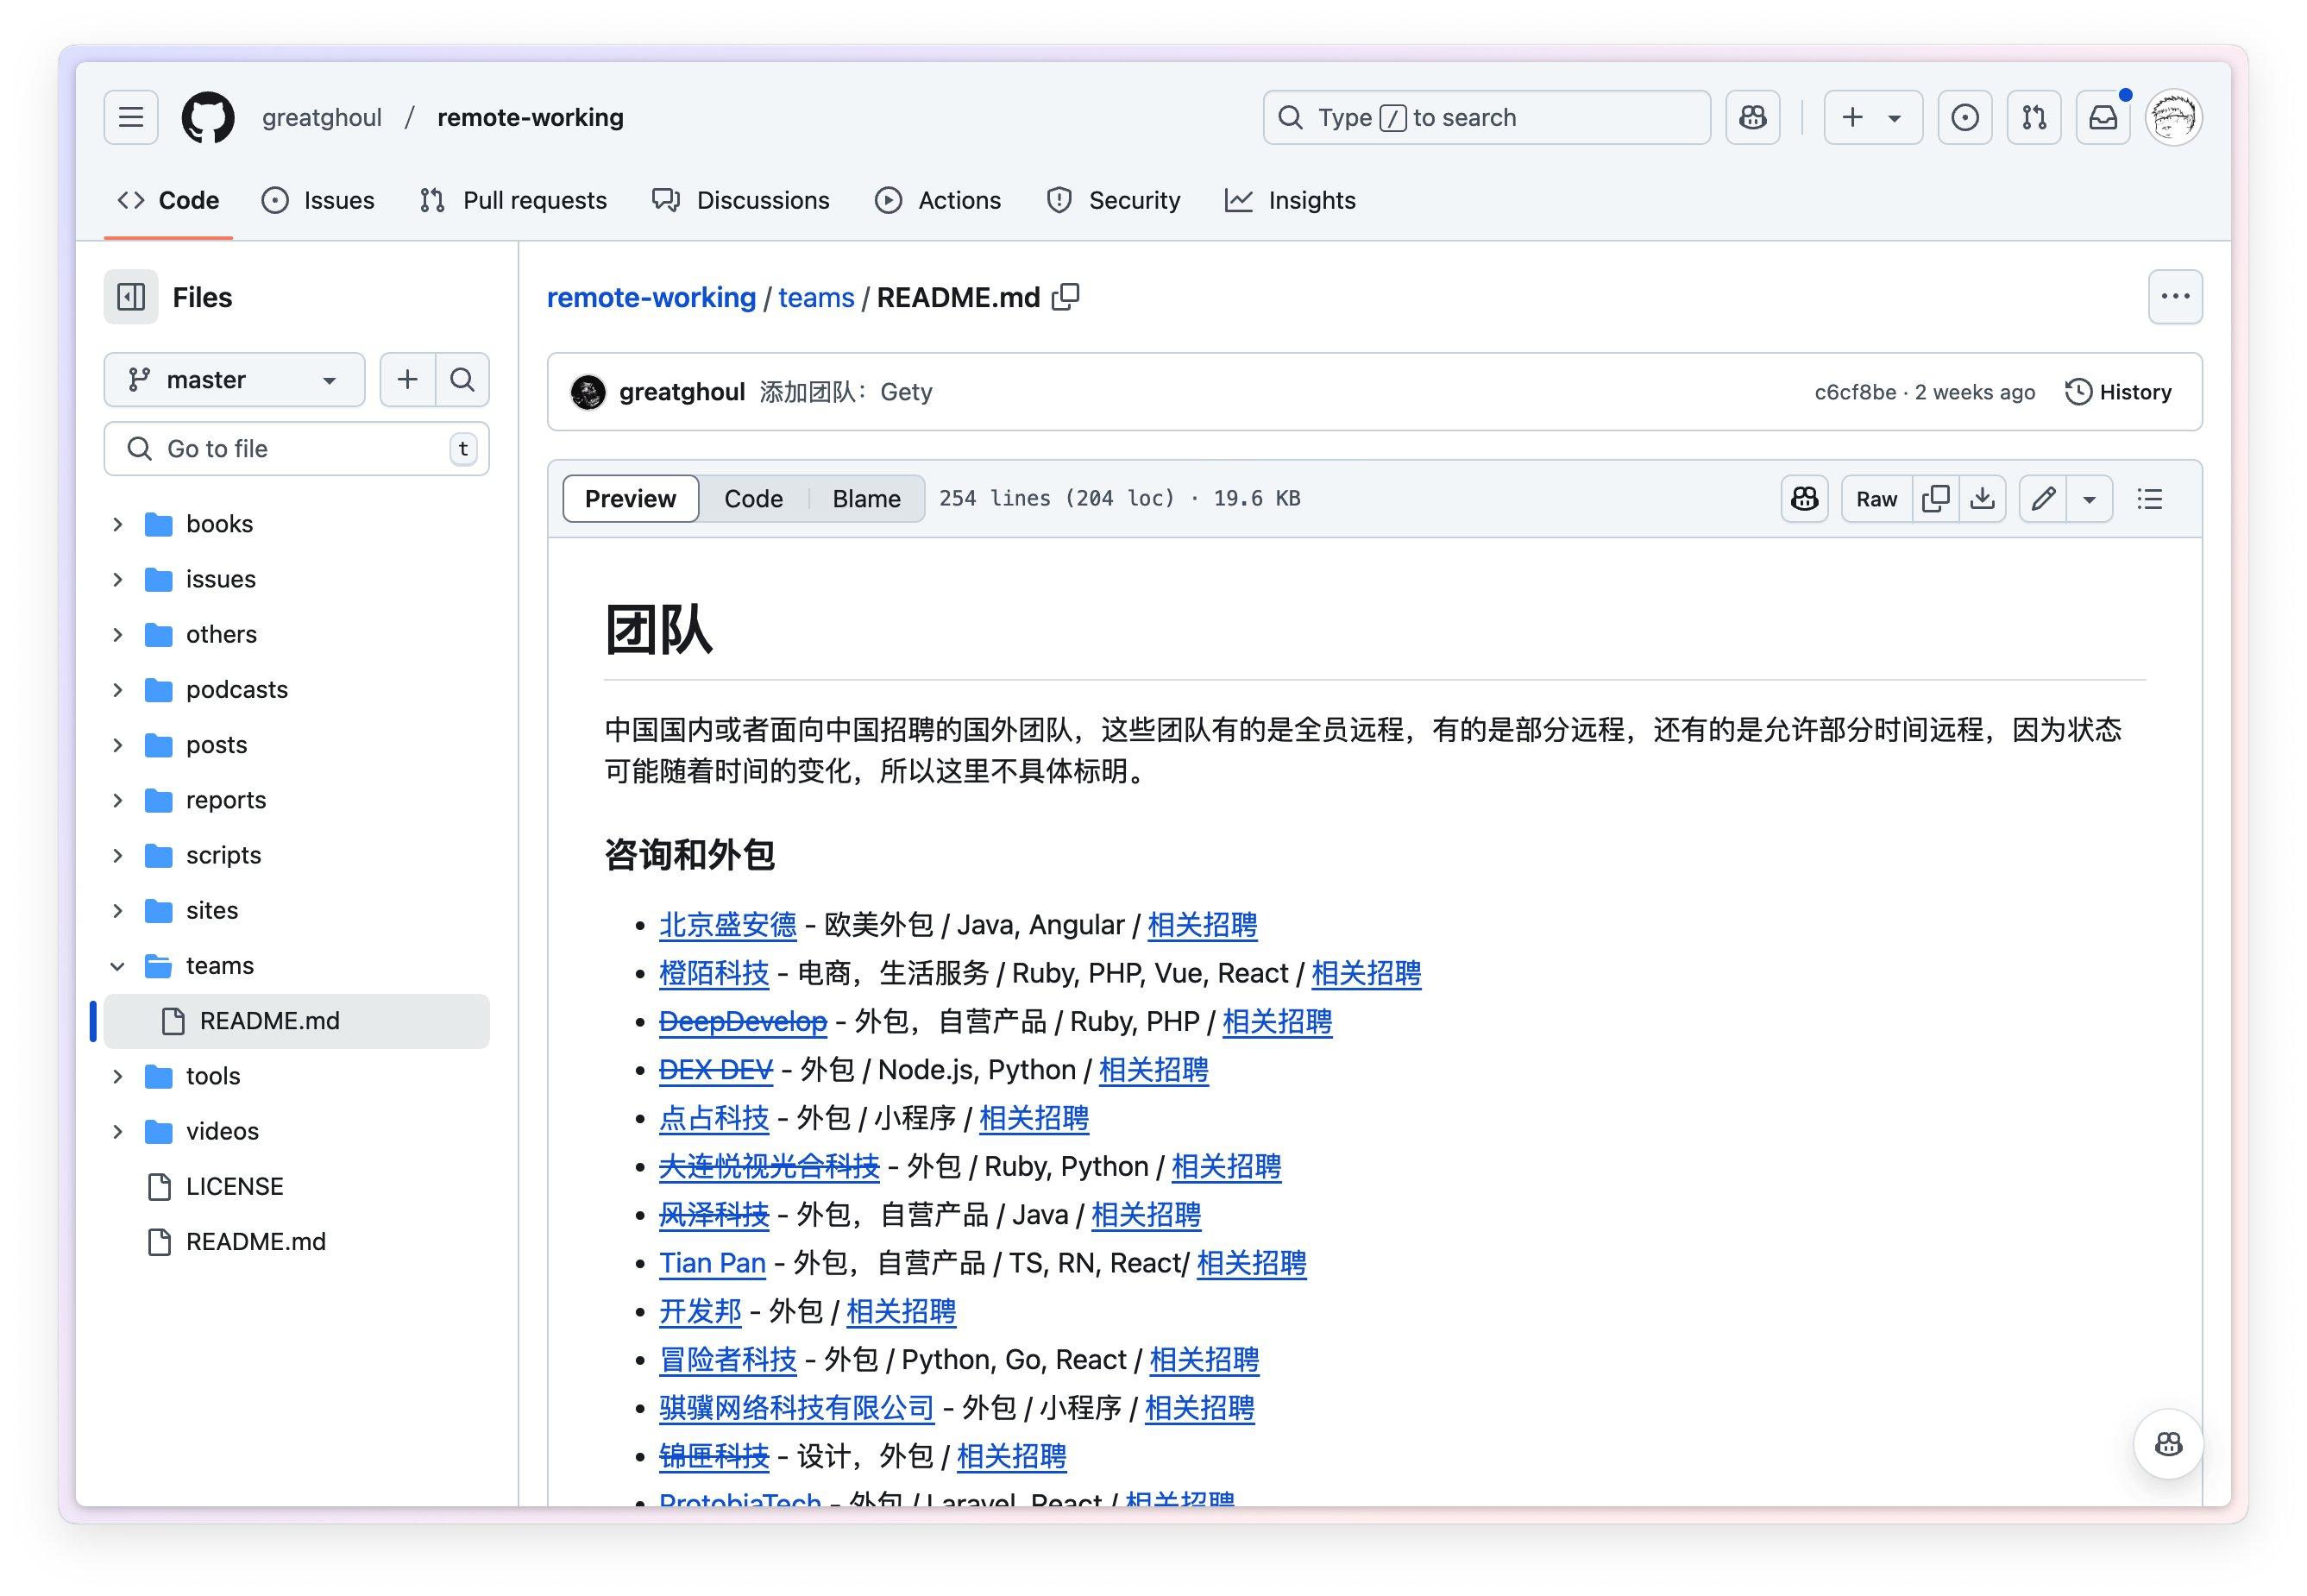 greatghoul / remote-working
Type / to search
Code Issues Pull requests Discussions Actions Security Insights
Files
master
Go to file t
books
issues
others
podcasts
posts
reports
scripts
sites
teams
README.md
tools
videos
LICENSE
README.md
remote-working / teams / README.md
greatghoul 添加团队：Gety c6cf8be · 2 weeks ago History
Preview Code Blame 254 lines (204 loc) · 19.6 KB Raw
团队
中国国内或者面向中国招聘的国外团队，这些团队有的是全员远程，有的是部分远程，还有的是允许部分时间远程，因为状态
可能随着时间的变化，所以这里不具体标明。
咨询和外包
北京盛安德 - 欧美外包 / Java, Angular / 相关招聘
橙陌科技 - 电商，生活服务 / Ruby, PHP, Vue, React / 相关招聘
DeepDevelop - 外包，自营产品 / Ruby, PHP / 相关招聘
DEX DEV - 外包 / Node.js, Python / 相关招聘
点占科技 - 外包 / 小程序 / 相关招聘
大连悦视光合科技 - 外包 / Ruby, Python / 相关招聘
风泽科技 - 外包，自营产品 / Java / 相关招聘
Tian Pan - 外包，自营产品 / TS, RN, React/ 相关招聘
开发邦 - 外包 / 相关招聘
冒险者科技 - 外包 / Python, Go, React / 相关招聘
骐骥网络科技有限公司 - 外包 / 小程序 / 相关招聘
锦匣科技 - 设计，外包 / 相关招聘
ProtobiaTech - 外包 / Laravel, React / 相关招聘